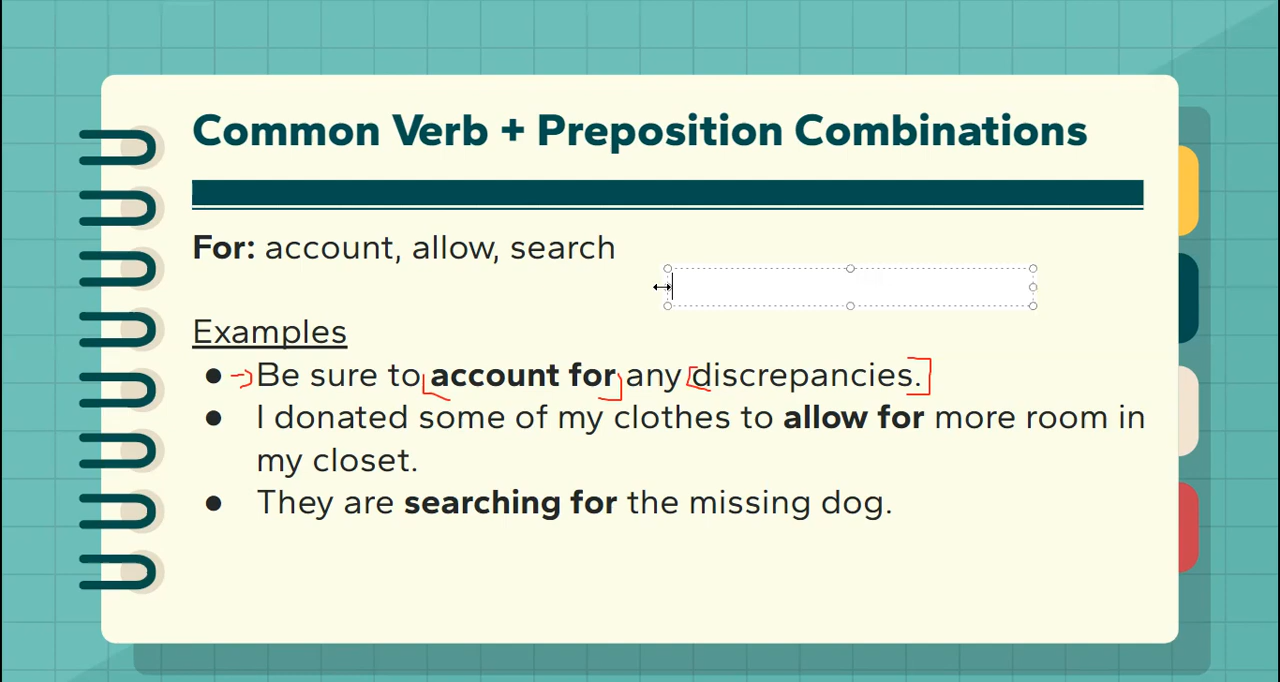 Common Verb + Preposition Combinations
For: account, allow, search
Examples
● Be sure to account for any discrepancies.
● I donated some of my clothes to allow for more room in
my closet.
● They are searching for the missing dog.